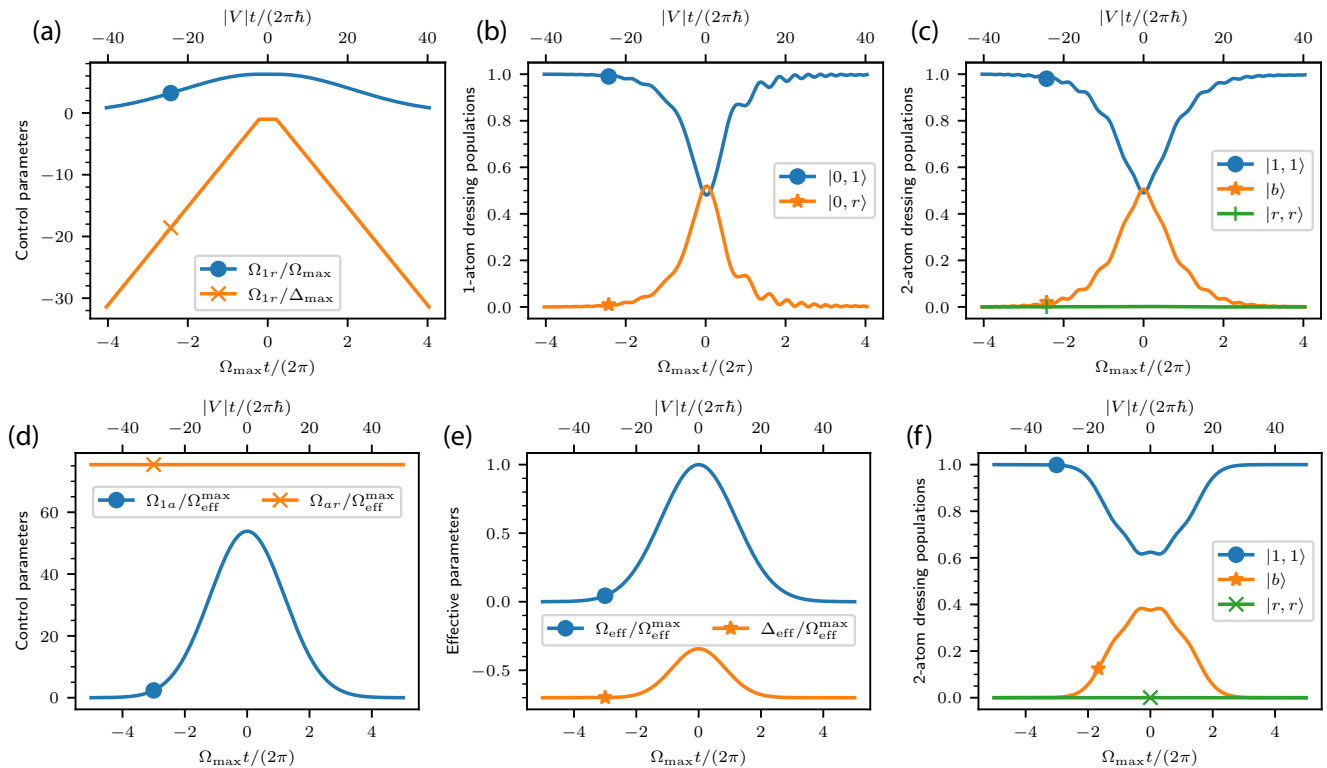 (a)
|V|t/(2πħ)
−40 −20 0 20 40
Control parameters
0
−10
−20
−30
Ω1r/Ωmax
Ω1r/Δmax
−4 −2 0 2 4
Ωmaxt/(2π)
(b)
|V|t/(2πħ)
−40 −20 0 20 40
1-atom dressing populations
1.0
0.8
0.6
0.4
0.2
0.0
|0, 1⟩
|0, r⟩
−4 −2 0 2 4
Ωmaxt/(2π)
(c)
|V|t/(2πħ)
−40 −20 0 20 40
2-atom dressing populations
1.0
0.8
0.6
0.4
0.2
0.0
|1, 1⟩
|b⟩
|r, r⟩
−4 −2 0 2 4
Ωmaxt/(2π)
(d)
|V|t/(2πħ)
−40 −20 0 20 40
Control parameters
60
40
20
0
Ω1a/Ωeff^max Ωar/Ωeff^max
−4 −2 0 2 4
Ωmaxt/(2π)
(e)
|V|t/(2πħ)
−40 −20 0 20 40
Effective parameters
1.0
0.5
0.0
−0.5
Ωeff/Ωeff^max Δeff/Ωeff^max
−4 −2 0 2 4
Ωmaxt/(2π)
(f)
|V|t/(2πħ)
−40 −20 0 20 40
2-atom dressing populations
1.0
0.8
0.6
0.4
0.2
0.0
|1, 1⟩
|b⟩
|r, r⟩
−4 −2 0 2 4
Ωmaxt/(2π)